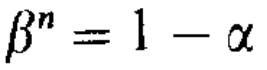 βⁿ = 1 − α